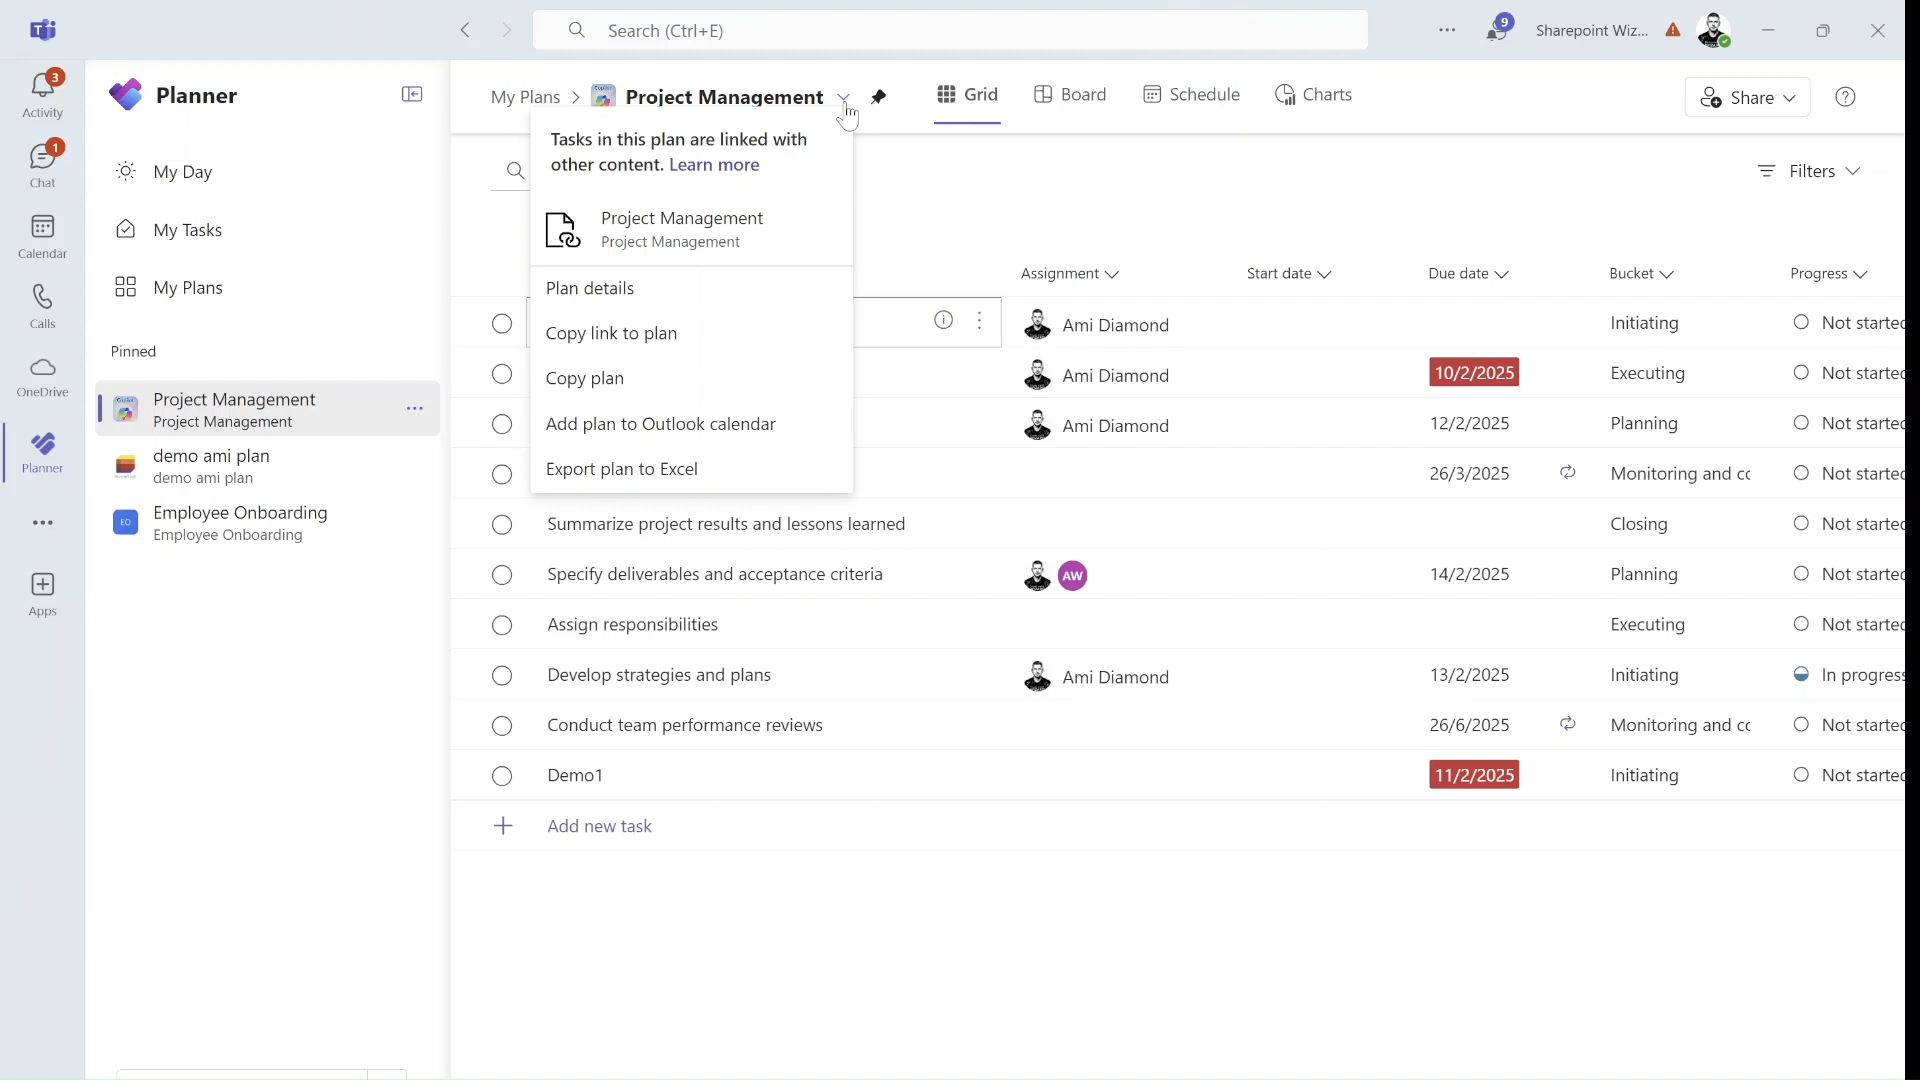 Search (Ctrl+E)
9
Sharepoint Wiz...
3
Activity
1
Chat
Calendar
Calls
OneDrive
Planner
Apps
Planner
My Day
My Tasks
My Plans
Pinned
Project Management
Project Management
demo ami plan
demo ami plan
EO
Employee Onboarding
Employee Onboarding
My Plans
Project Management
Grid
Board
Schedule
Charts
Share
Filters
Tasks in this plan are linked with
other content. Learn more
Project Management
Project Management
Plan details
Copy link to plan
Copy plan
Add plan to Outlook calendar
Export plan to Excel
Assignment
Start date
Due date
Bucket
Progress
Ami Diamond
Initiating
Not started
Ami Diamond
10/2/2025
Executing
Not started
Ami Diamond
12/2/2025
Planning
Not started
26/3/2025
Monitoring and co
Not started
Summarize project results and lessons learned
Closing
Not started
Specify deliverables and acceptance criteria
AW
14/2/2025
Planning
Not started
Assign responsibilities
Executing
Not started
Develop strategies and plans
Ami Diamond
13/2/2025
Initiating
In progress
Conduct team performance reviews
26/6/2025
Monitoring and co
Not started
Demo1
11/2/2025
Initiating
Not started
Add new task